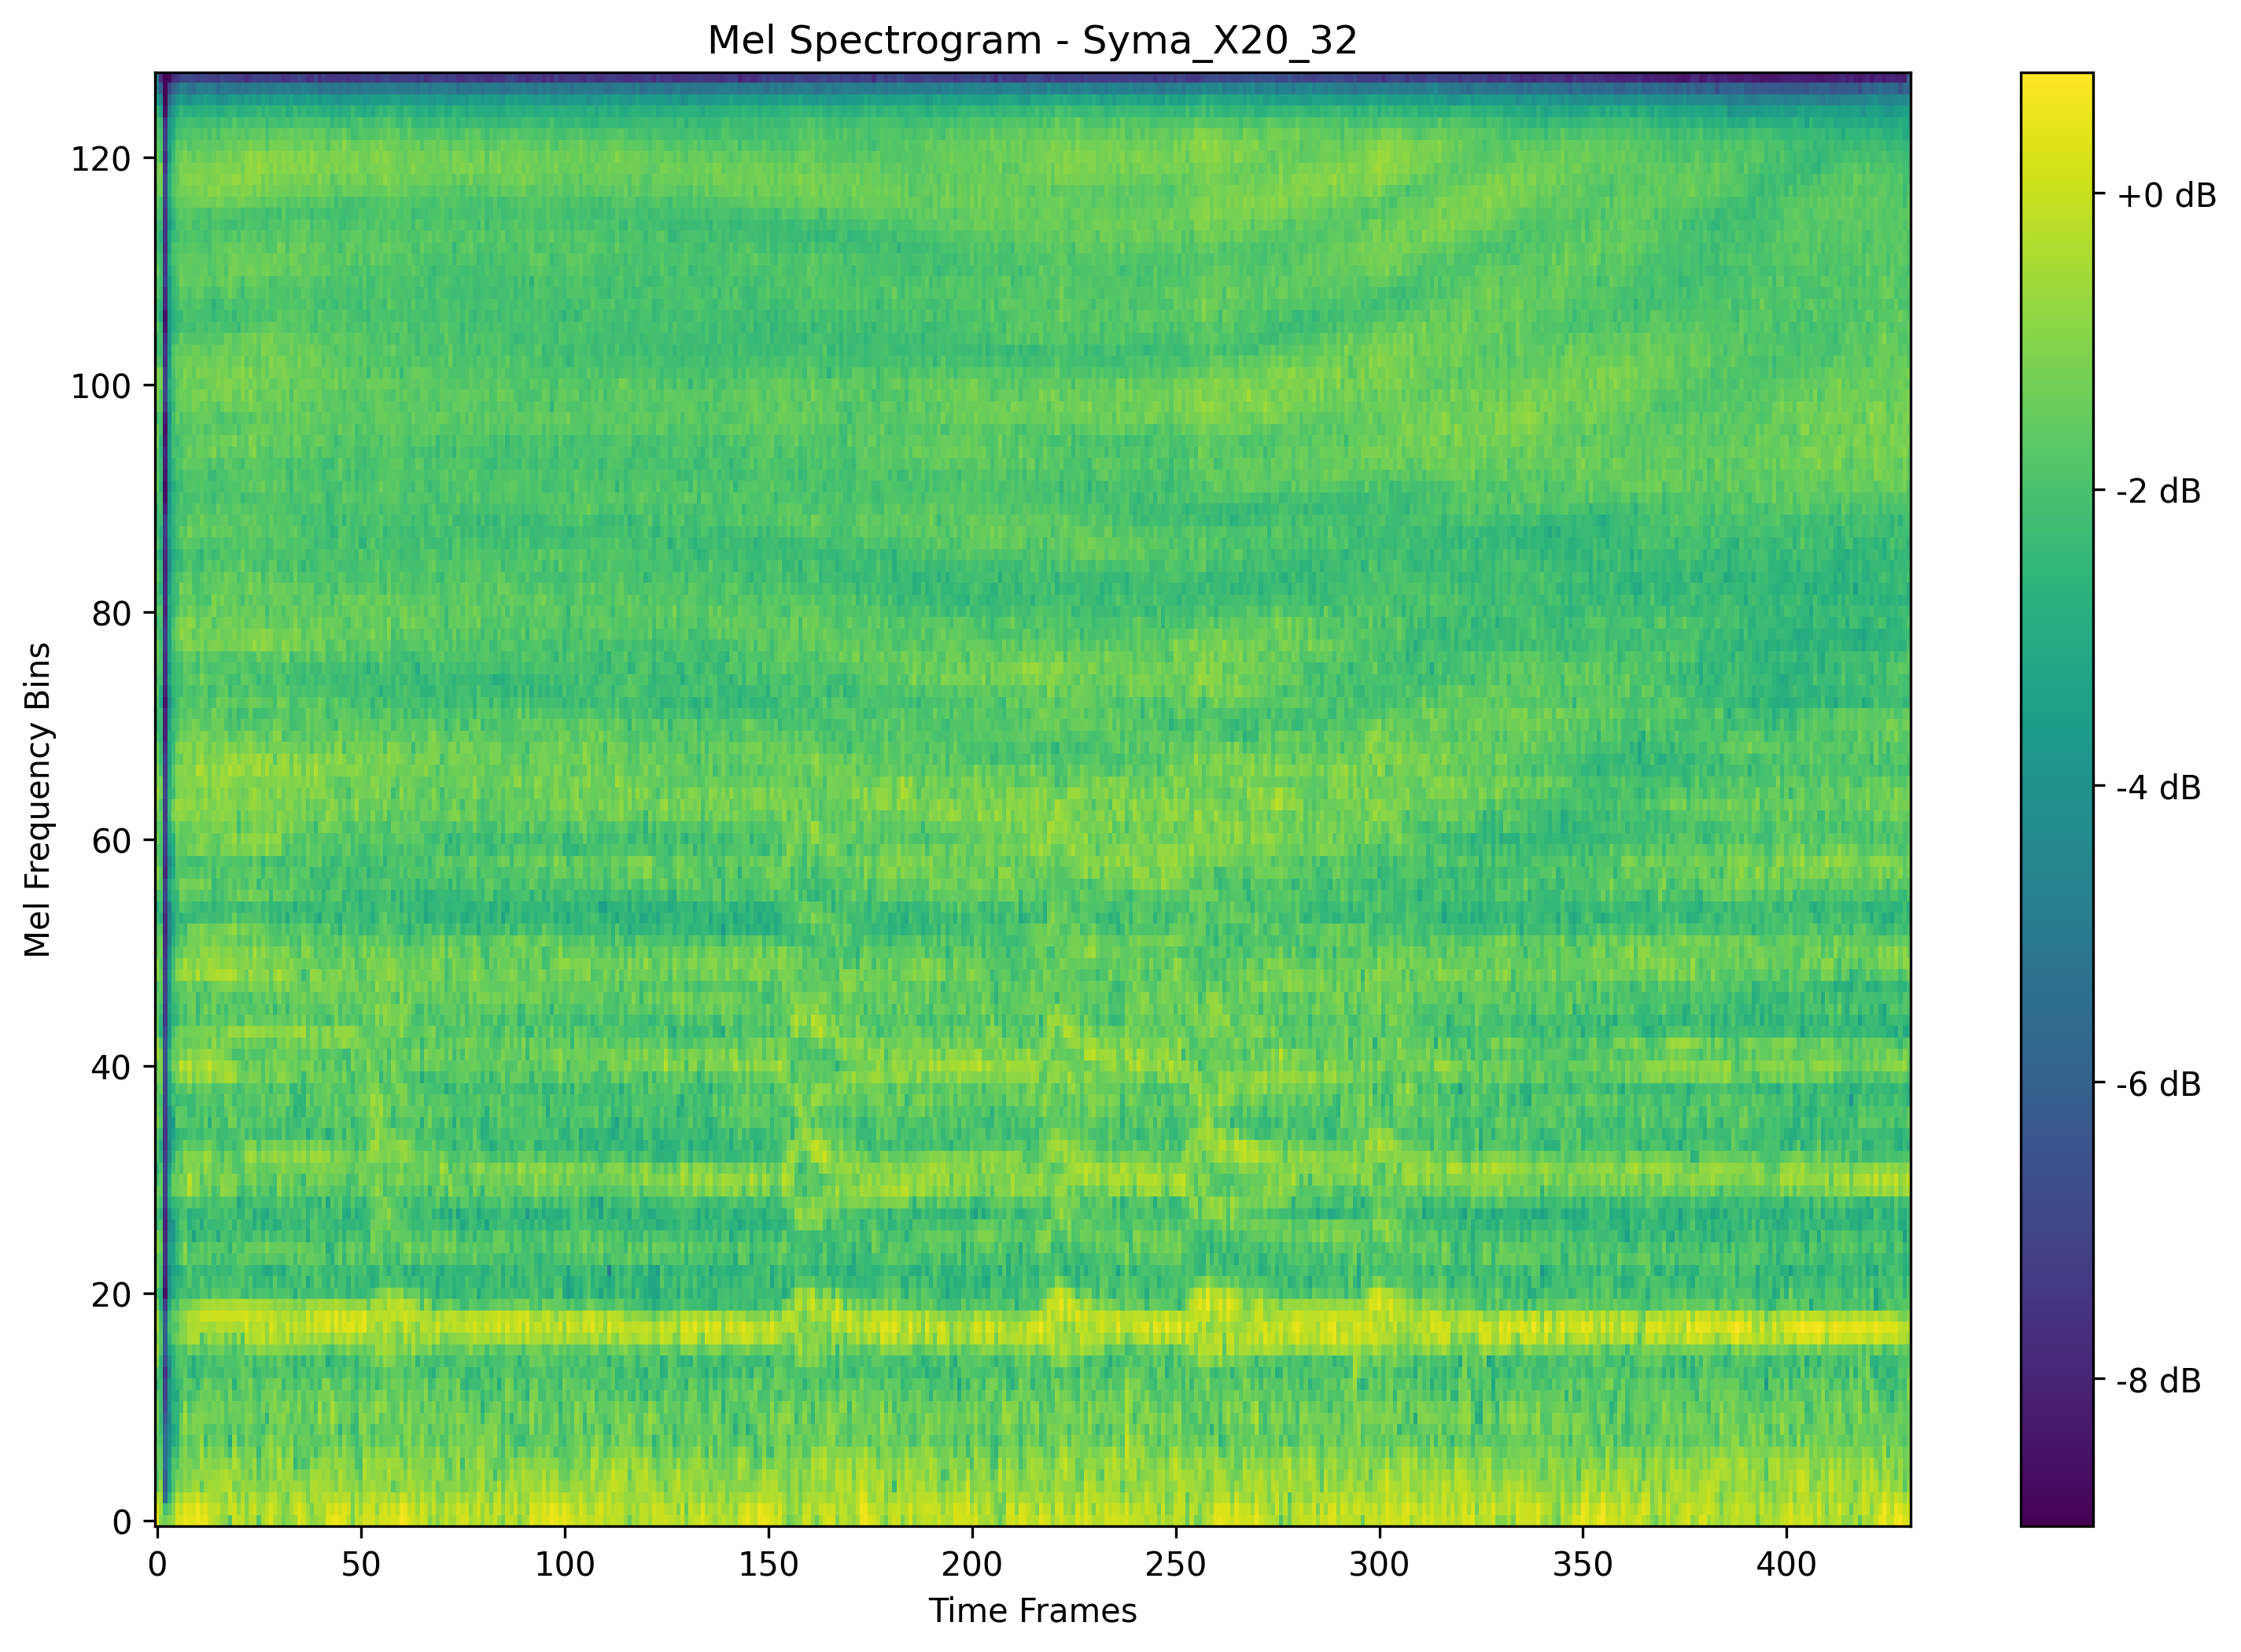 Mel Spectrogram - Syma_X20_32
Mel Frequency Bins
120
100
80
60
40
20
0
0 50 100 150 200 250 300 350 400
Time Frames
+0 dB
-2 dB
-4 dB
-6 dB
-8 dB